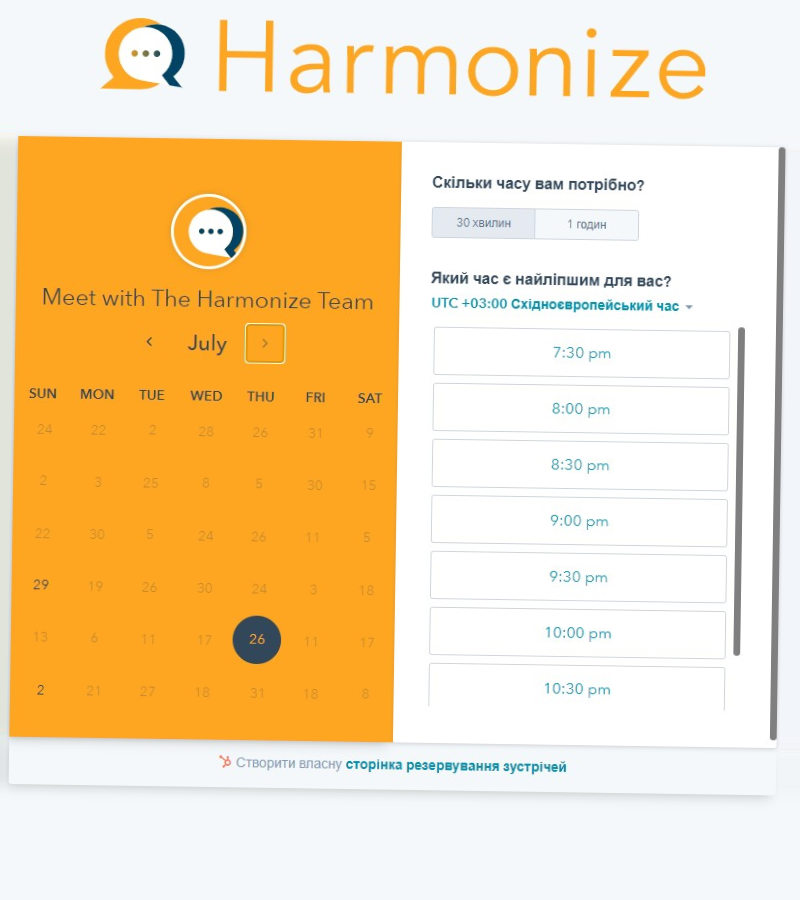 Harmonize
Meet with The Harmonize Team
July
SUN MON TUE WED THU FRI SAT
24 22 2 28 26 31 9
2 3 25 8 5 30 15
22 30 5 24 26 11 5
29 19 26 30 24 3 18
13 6 11 17 26 11 17
2 21 27 18 31 18 8
Скільки часу вам потрібно?
30 хвилин 1 годин
Який час є найліпшим для вас?
UTC +03:00 Східноєвропейський час
7:30 pm
8:00 pm
8:30 pm
9:00 pm
9:30 pm
10:00 pm
10:30 pm
Створити власну сторінка резервування зустрічей